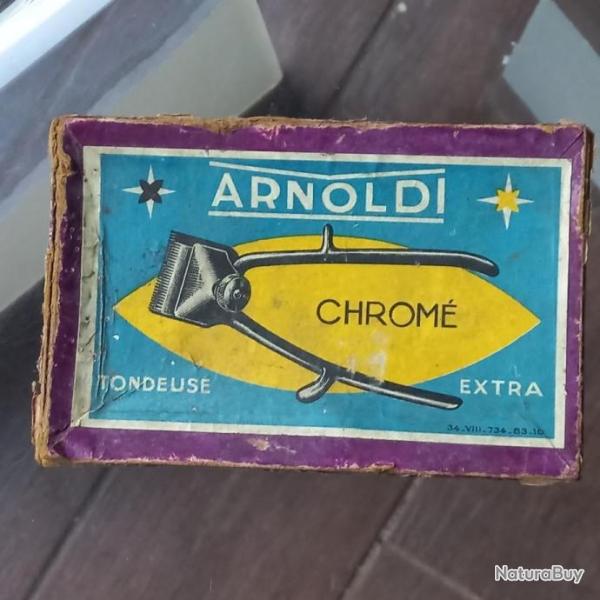 ARNOLDI
CHROMÉ
TONDEUSE EXTRA
34-VIII-734-83-10
NaturaBuy